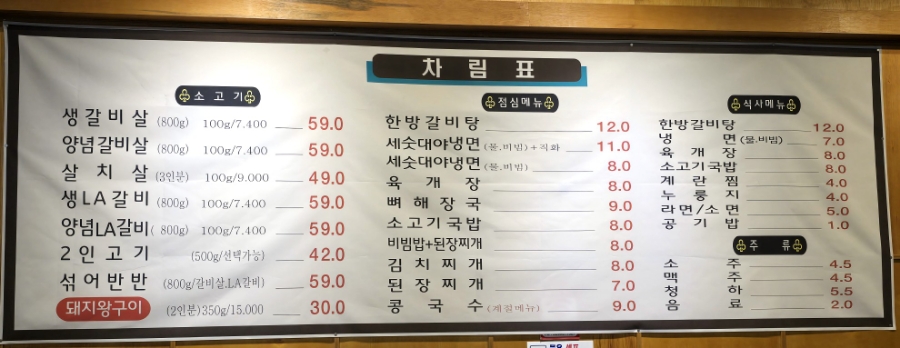 차림표
소고기
생갈비살 (800g) 100g/7.400 59.0
양념갈비살 (800g) 100g/7.400 59.0
살치살 (3인분) 100g/9.000 49.0
생LA갈비 (800g) 100g/7.400 59.0
양념LA갈비 (800g) 100g/7.400 59.0
2인고기 (500g/선택가능) 42.0
섞어반반 (800g/갈비살.LA갈비) 59.0
돼지왕구이 (2인분)350g/15.000 30.0
점심메뉴
한방갈비탕 12.0
세숫대야냉면 (물.비빔)+직화 11.0
세숫대야냉면 (물.비빔) 8.0
육개장 8.0
뼈해장국 9.0
소고기국밥 8.0
비빔밥+된장찌개 8.0
김치찌개 8.0
된장찌개 7.0
콩국수 (계절메뉴) 9.0
식사메뉴
한방갈비탕 12.0
냉면 (물.비빔) 7.0
육개장 8.0
소고기국밥 8.0
계란찜 4.0
누룽지 4.0
라면/소면 5.0
공기밥 1.0
주류
소주 4.5
맥주 4.5
청하 5.5
음료 2.0